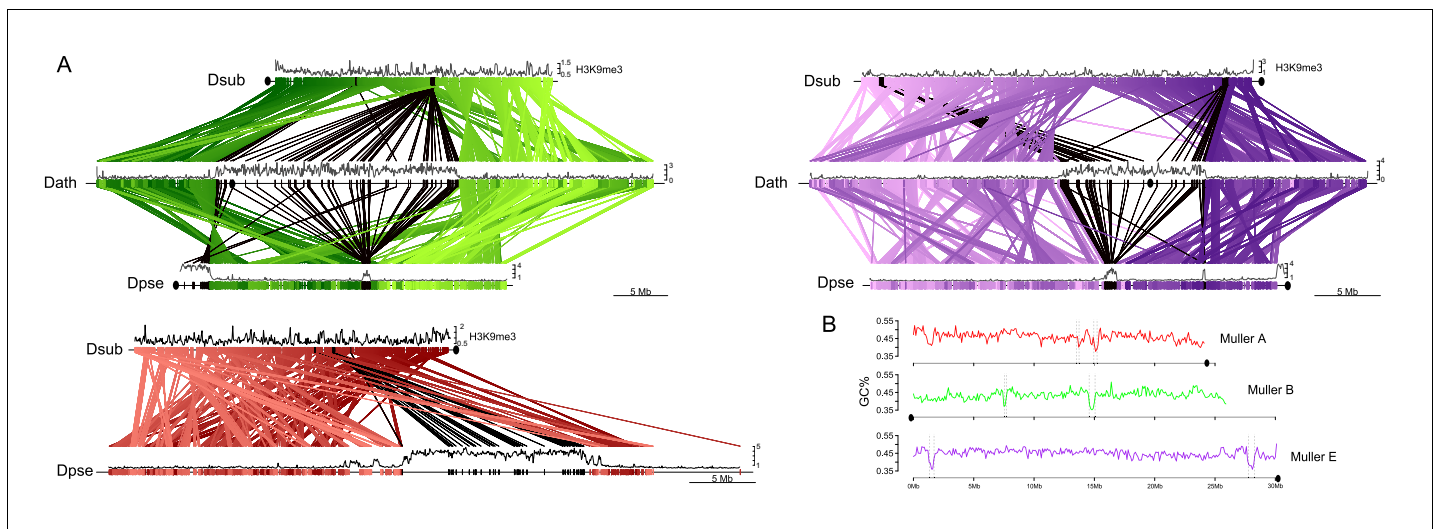 A
1.5
0.5
H3K9me3
Dsub
3
0
Dath
4
1
Dpse
5 Mb
3
1
H3K9me3
Dsub
4
0
Dath
4
1
Dpse
5 Mb
2
0.5
H3K9me3
Dsub
5
1
Dpse
5 Mb
B
GC%
0.55
0.45
0.35
Muller A
0.55
0.45
0.35
Muller B
0.55
0.45
0.35
Muller E
0Mb 5Mb 10Mb 15Mb 20Mb 25Mb 30Mb